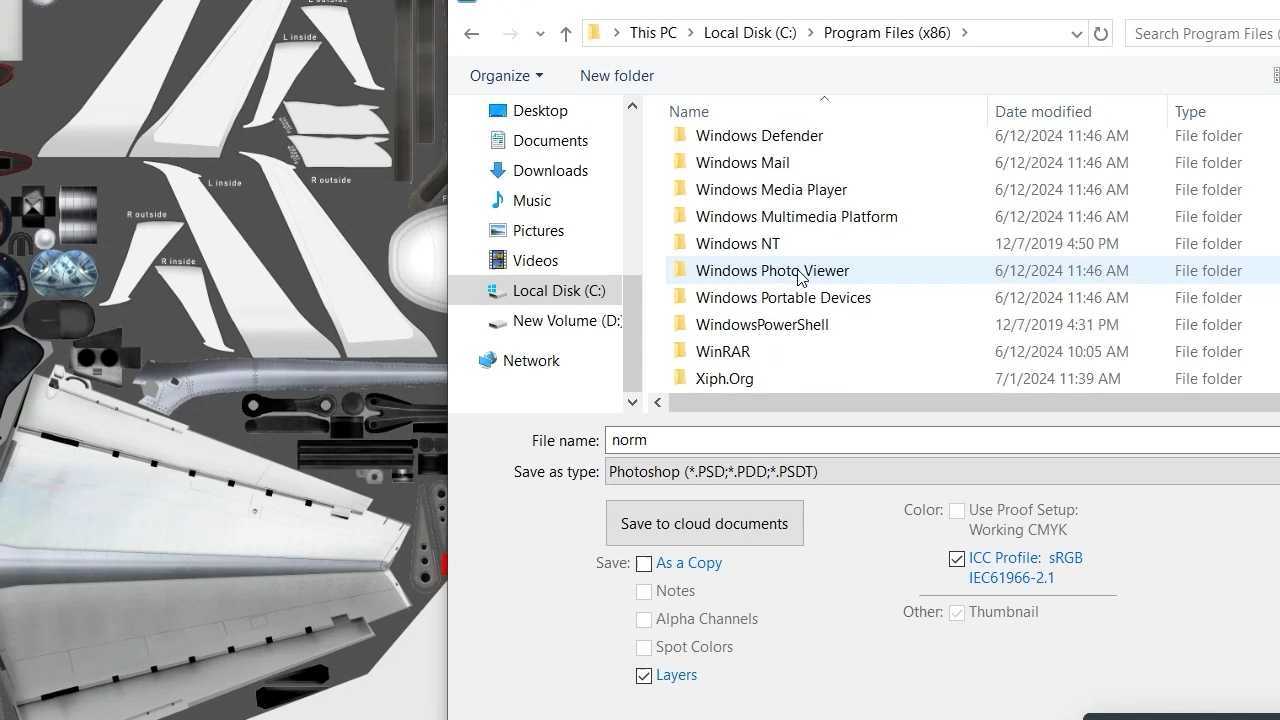 L outside
L inside
lower winglet
lower winglet
L inside
R outside
R outside
R inside
This PC
Local Disk (C:)
Program Files (x86)
Search Program Files (
Organize
New folder
Name
Date modified
Type
Desktop
Documents
Downloads
Music
Pictures
Videos
Local Disk (C:)
New Volume (D:
Network
Windows Defender 6/12/2024 11:46 AM File folder
Windows Mail 6/12/2024 11:46 AM File folder
Windows Media Player 6/12/2024 11:46 AM File folder
Windows Multimedia Platform 6/12/2024 11:46 AM File folder
Windows NT 12/7/2019 4:50 PM File folder
Windows Photo Viewer 6/12/2024 11:46 AM File folder
Windows Portable Devices 6/12/2024 11:46 AM File folder
WindowsPowerShell 12/7/2019 4:31 PM File folder
WinRAR 6/12/2024 10:05 AM File folder
Xiph.Org 7/1/2024 11:39 AM File folder
File name: norm
Save as type: Photoshop (*.PSD;*.PDD;*.PSDT)
Save to cloud documents
Save: As a Copy
Notes
Alpha Channels
Spot Colors
Layers
Color: Use Proof Setup:
Working CMYK
ICC Profile: sRGB
IEC61966-2.1
Other: Thumbnail